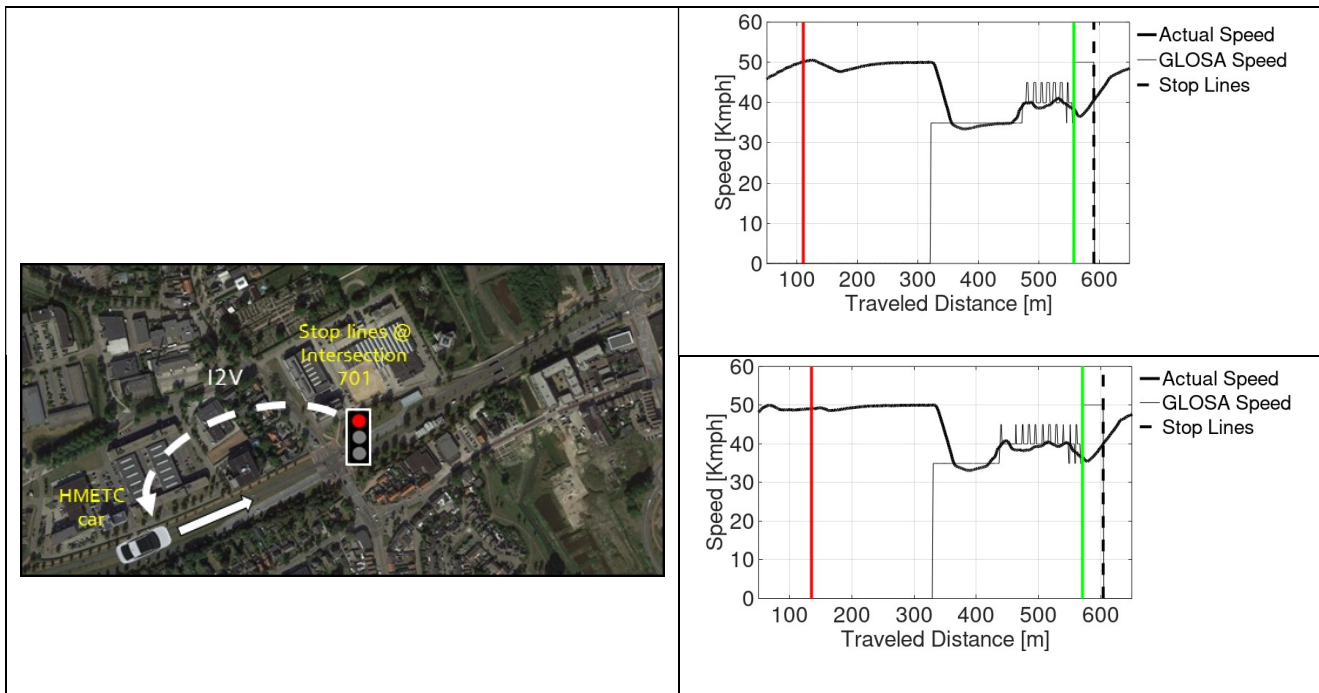 Stop lines @
Intersection
701
I2V
HMETC
car
60
50
40
30
20
10
0
Speed [Kmph]
100 200 300 400 500 600
Traveled Distance [m]
Actual Speed
GLOSA Speed
Stop Lines
60
50
40
30
20
10
0
Speed [Kmph]
100 200 300 400 500 600
Traveled Distance [m]
Actual Speed
GLOSA Speed
Stop Lines